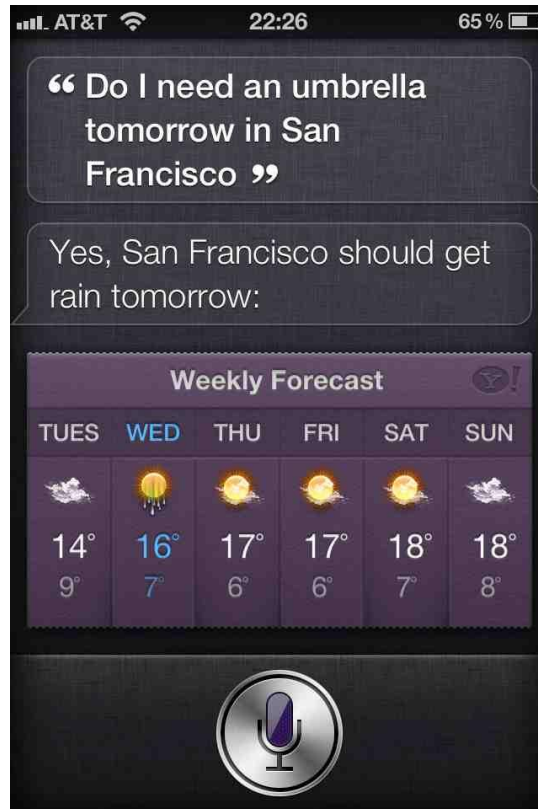 AT&T 22:26 65%
“ Do I need an umbrella
tomorrow in San
Francisco ”
Yes, San Francisco should get
rain tomorrow:
Weekly Forecast Y!
TUES WED THU FRI SAT SUN
14° 16° 17° 17° 18° 18°
9° 7° 6° 6° 7° 8°